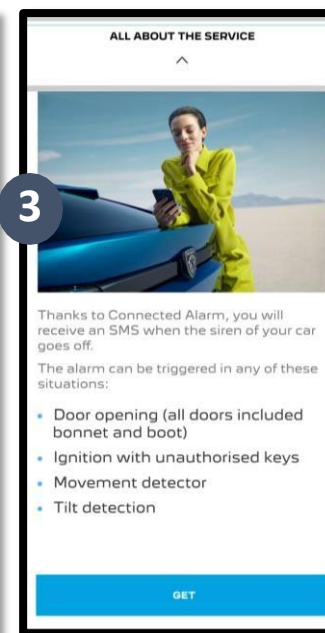 ALL ABOUT THE SERVICE
3
Thanks to Connected Alarm, you will
receive an SMS when the siren of your car
goes off.
The alarm can be triggered in any of these
situations:
• Door opening (all doors included
bonnet and boot)
• Ignition with unauthorised keys
• Movement detector
• Tilt detection
GET